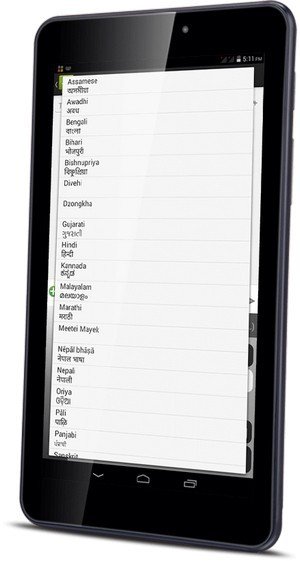 5:11 PM
Assamese
অসমীয়া
Awadhi
अवध
Bengali
বাংলা
Bihari
भोजपुरी
Bishnupriya
Divehi
Dzongkha
Gujarati
ગુજરાતી
Hindi
हिन्दी
Kannada
ಕನ್ನಡ
Malayalam
മലയാളം
Marathi
मराठी
Meetei Mayek
Nēpāl bhāṣā
नेपाल भाषा
Nepali
नेपाली
Oriya
ଓଡ଼ିଆ
Pāli
पाळि
Panjabi
ਪੰਜਾਬੀ
Sanskrit